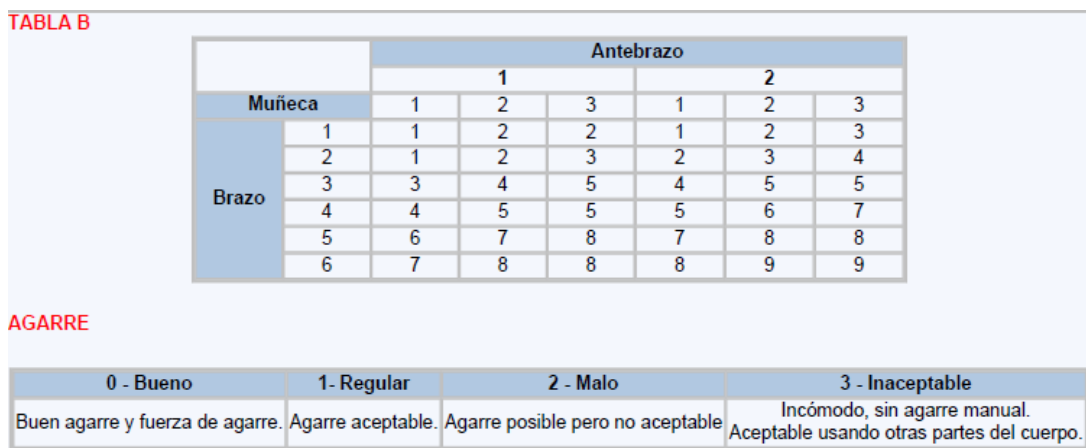 TABLA B
Antebrazo
1 2
Muñeca 1 2 3 1 2 3
1 1 2 2 1 2 3
2 1 2 3 2 3 4
Brazo 3 3 4 5 4 5 5
4 4 5 5 5 6 7
5 6 7 8 7 8 8
6 7 8 8 8 9 9
AGARRE
0 - Bueno 1- Regular 2 - Malo 3 - Inaceptable
Buen agarre y fuerza de agarre. Agarre aceptable. Agarre posible pero no aceptable Incómodo, sin agarre manual.
Aceptable usando otras partes del cuerpo.